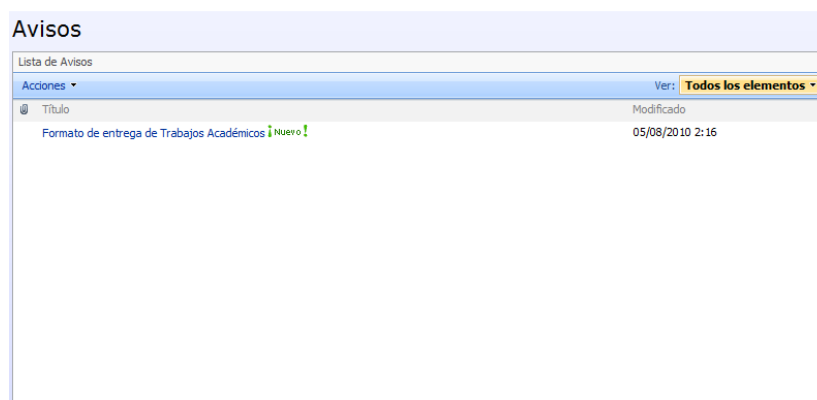 Avisos
Lista de Avisos
Acciones Ver: Todos los elementos
Título Modificado
Formato de entrega de Trabajos Académicos ¡Nuevo! 05/08/2010 2:16